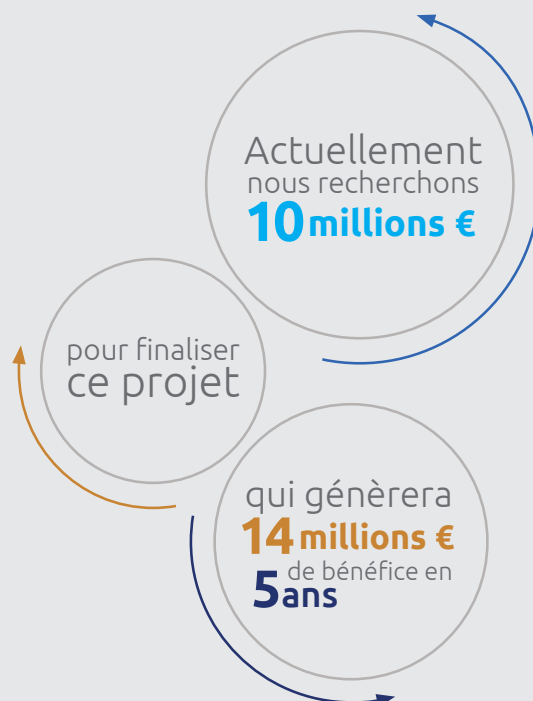 Actuellement
nous recherchons
10 millions €
pour finaliser
ce projet
qui génèrera
14 millions €
de bénéfice en
5 ans